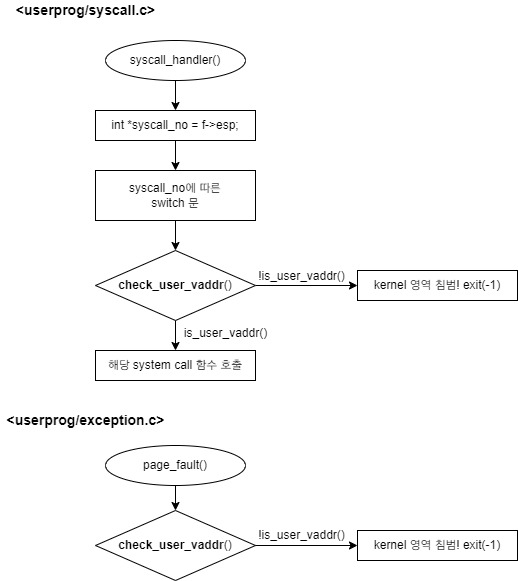 <userprog/syscall.c>
syscall_handler()
int *syscall_no = f->esp;
syscall_no에 따른
switch 문
check_user_vaddr()
!is_user_vaddr()
kernel 영역 침범! exit(-1)
is_user_vaddr()
해당 system call 함수 호출
<userprog/exception.c>
page_fault()
check_user_vaddr()
!is_user_vaddr()
kernel 영역 침범! exit(-1)